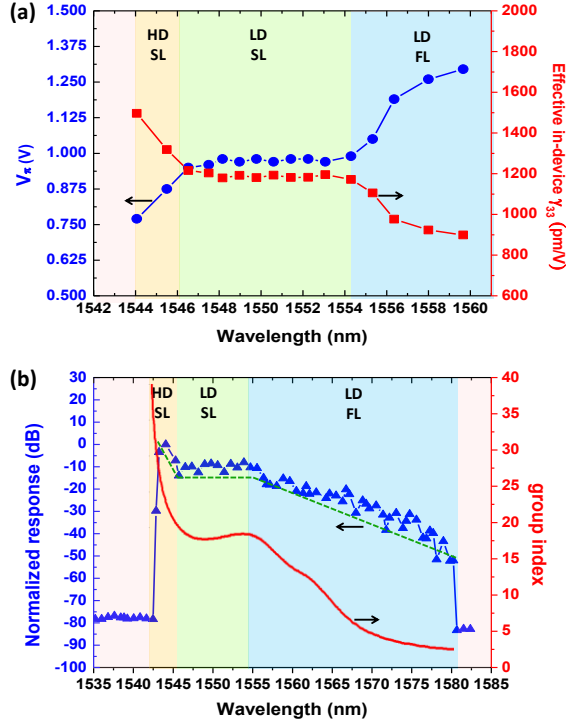 (a)
HD
SL
LD
SL
LD
FL
1.500
1.375
1.250
1.125
1.000
0.875
0.750
0.625
0.500
Vπ (V)
2000
1800
1600
1400
1200
1000
800
600
Effective in-device γ33 (pm/V)
1542 1544 1546 1548 1550 1552 1554 1556 1558 1560
Wavelength (nm)
(b)
HD
SL
LD
SL
LD
FL
30
20
10
0
-10
-20
-30
-40
-50
-60
-70
-80
-90
-100
Normalized response (dB)
40
35
30
25
20
15
10
5
0
group index
1535 1540 1545 1550 1555 1560 1565 1570 1575 1580 1585
Wavelength (nm)